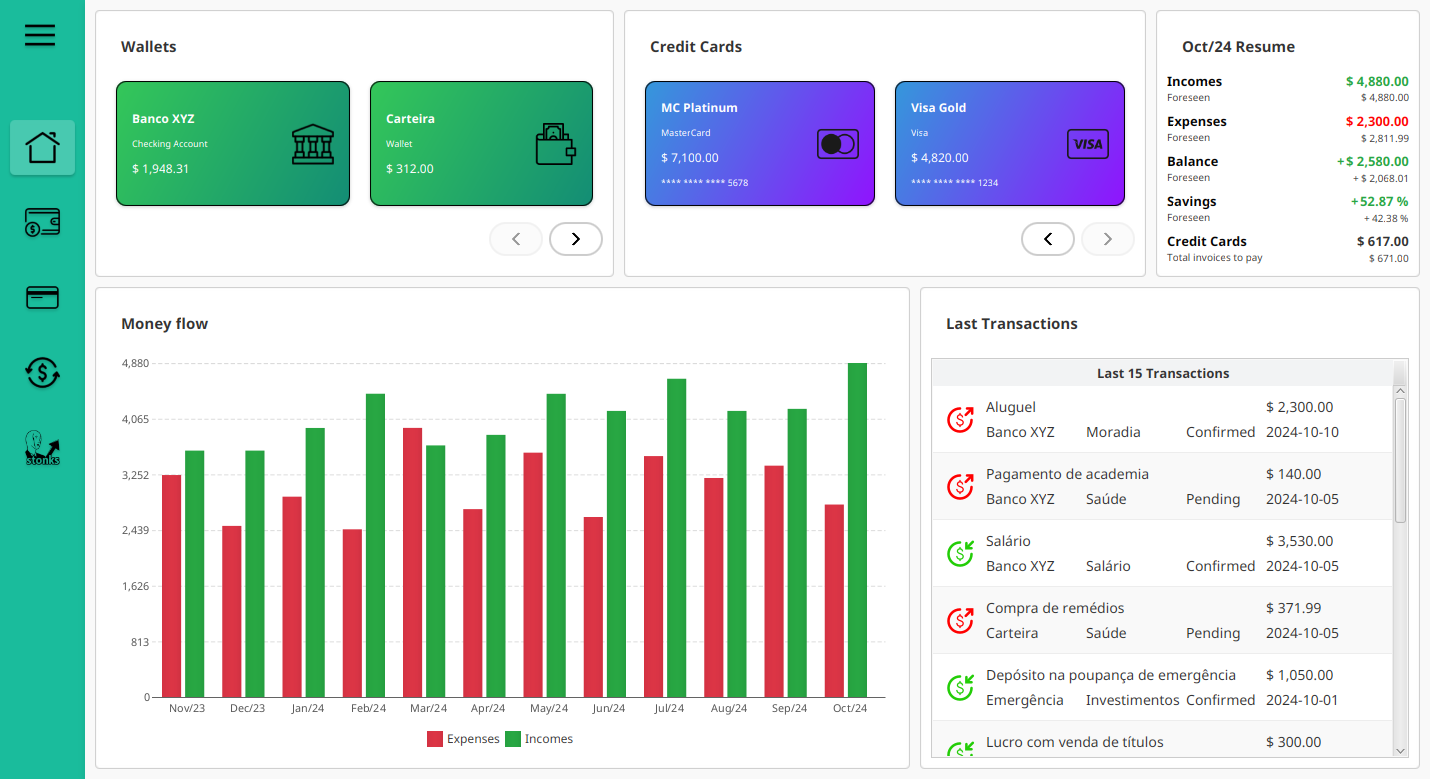 Wallets
Banco XYZ
Checking Account
$ 1,948.31
Carteira
Wallet
$ 312.00
Credit Cards
MC Platinum
MasterCard
$ 7,100.00
**** **** **** 5678
Visa Gold
Visa
$ 4,820.00
**** **** **** 1234
VISA
Oct/24 Resume
Incomes $ 4,880.00
Foreseen $ 4,880.00
Expenses $ 2,300.00
Foreseen $ 2,811.99
Balance +$ 2,580.00
Foreseen +$ 2,068.01
Savings +52.87 %
Foreseen +42.38 %
Credit Cards $ 617.00
Total invoices to pay $ 671.00
stonks
Money flow
4,880
4,065
3,252
2,439
1,626
813
0
Nov/23 Dec/23 Jan/24 Feb/24 Mar/24 Apr/24 May/24 Jun/24 Jul/24 Aug/24 Sep/24 Oct/24
Expenses Incomes
Last Transactions
Last 15 Transactions
Aluguel $ 2,300.00
Banco XYZ Moradia Confirmed 2024-10-10
Pagamento de academia $ 140.00
Banco XYZ Saúde Pending 2024-10-05
Salário $ 3,530.00
Banco XYZ Salário Confirmed 2024-10-05
Compra de remédios $ 371.99
Carteira Saúde Pending 2024-10-05
Depósito na poupança de emergência $ 1,050.00
Emergência Investimentos Confirmed 2024-10-01
Lucro com venda de títulos $ 300.00